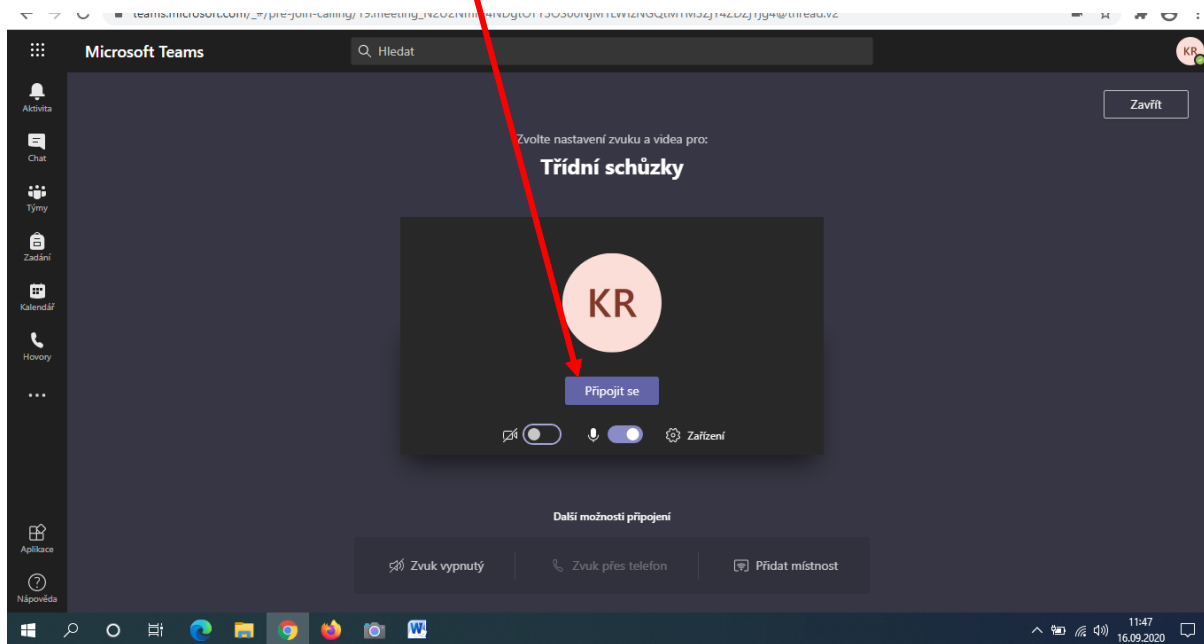 Microsoft Teams
Hledat
KR
Aktivita
Chat
Týmy
Zadání
Kalendář
Hovory
Aplikace
Nápověda
Zavřít
Zvolte nastavení zvuku a videa pro:
Třídní schůzky
KR
Připojit se
Zařízení
Další možnosti připojení
Zvuk vypnutý
Zvuk přes telefon
Přidat místnost
11:47
16.09.2020